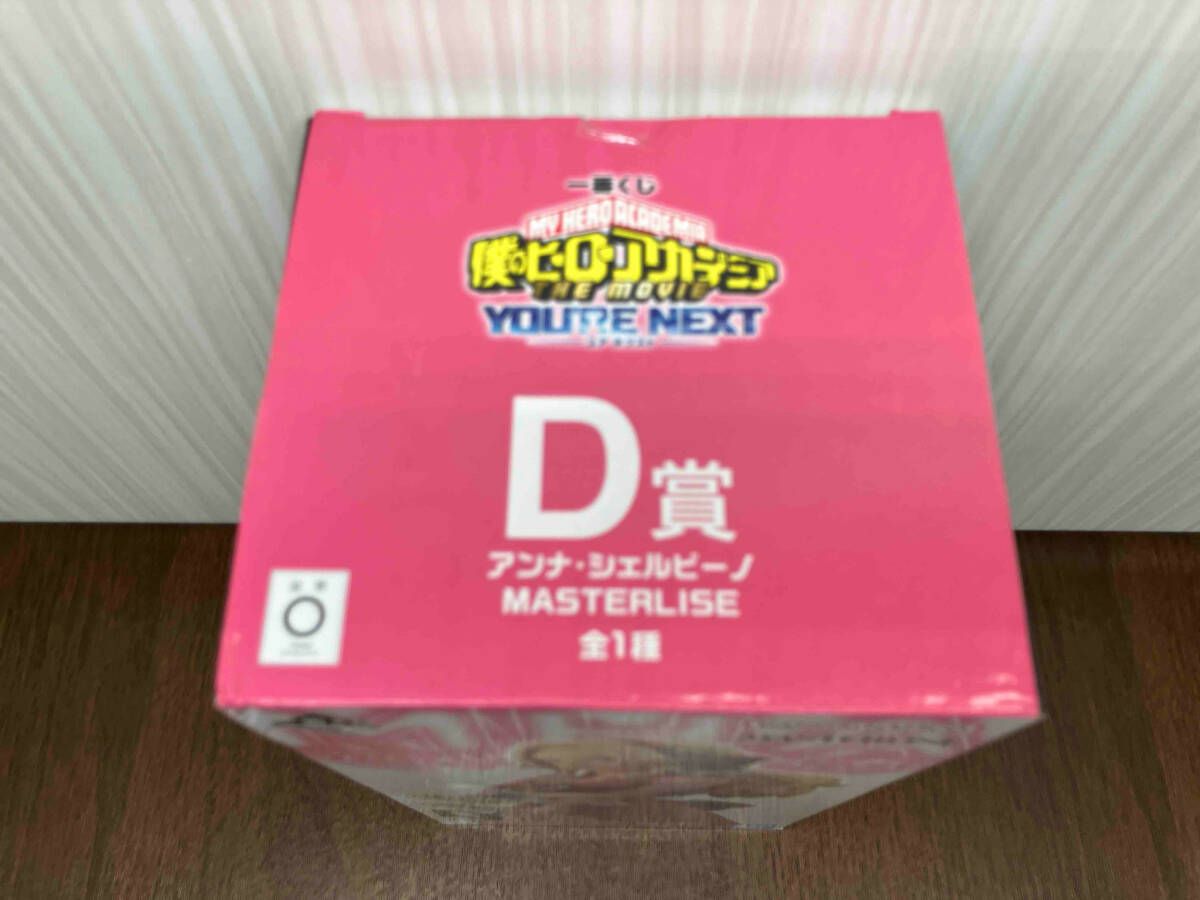 一番くじ
MY HERO ACADEMIA
僕のヒーローアカデミア
THE MOVIE
YOU'RE NEXT
D賞
アンナ・シェルビーノ
MASTERLISE
全1種